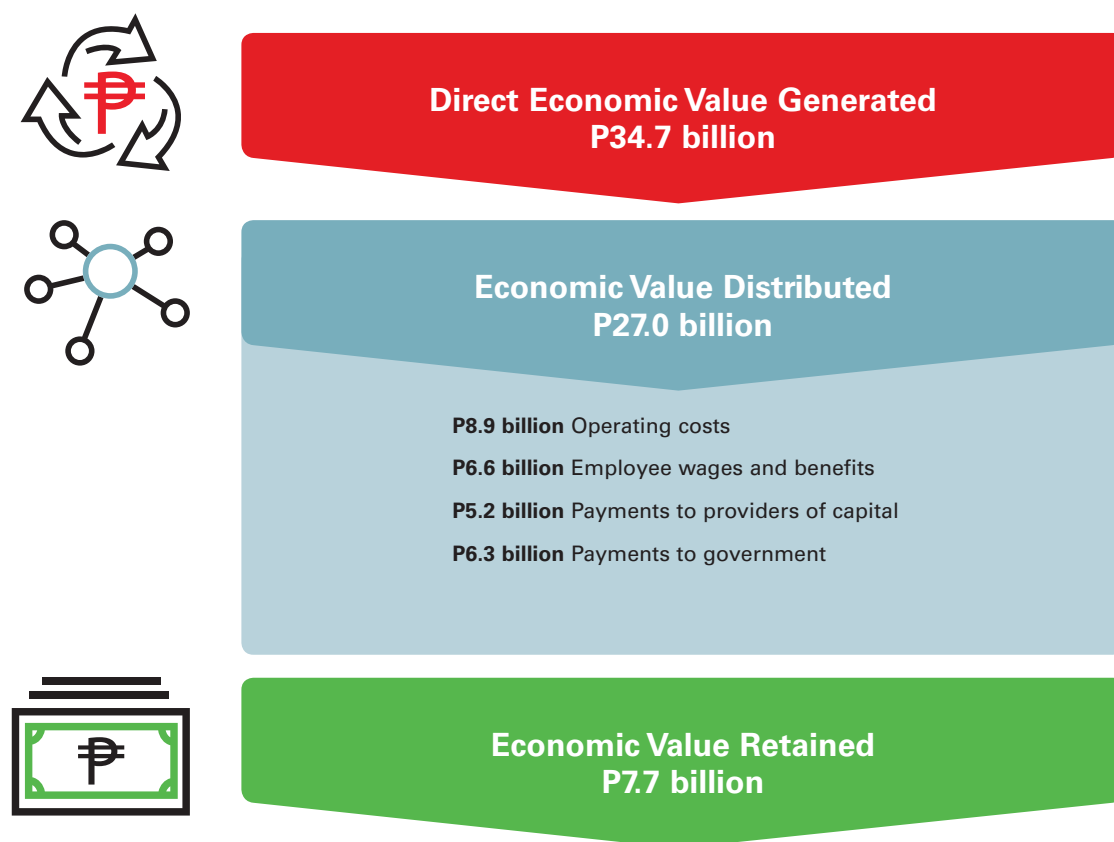 ₱
Direct Economic Value Generated
P34.7 billion
Economic Value Distributed
P27.0 billion
P8.9 billion Operating costs
P6.6 billion Employee wages and benefits
P5.2 billion Payments to providers of capital
P6.3 billion Payments to government
₱
Economic Value Retained
P7.7 billion